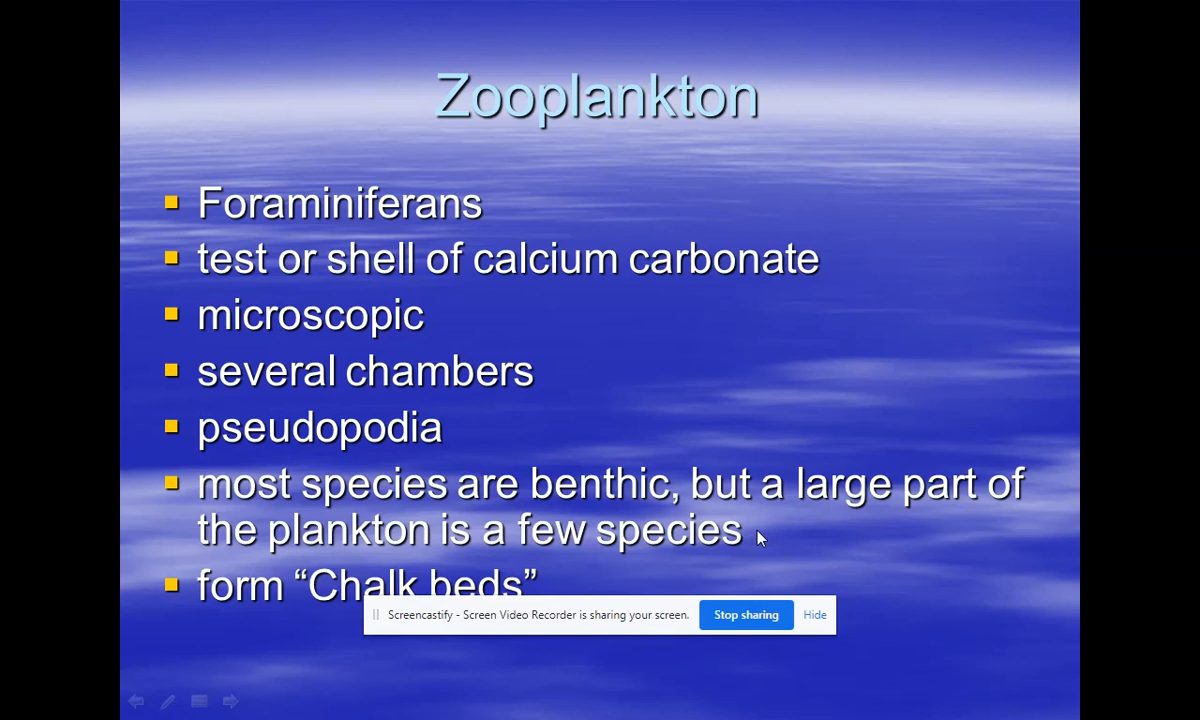 Zooplankton
Foraminiferans
test or shell of calcium carbonate
microscopic
several chambers
pseudopodia
most species are benthic, but a large part of
the plankton is a few species
form “Chalk beds”
Screencastify - Screen Video Recorder is sharing your screen. Stop sharing Hide